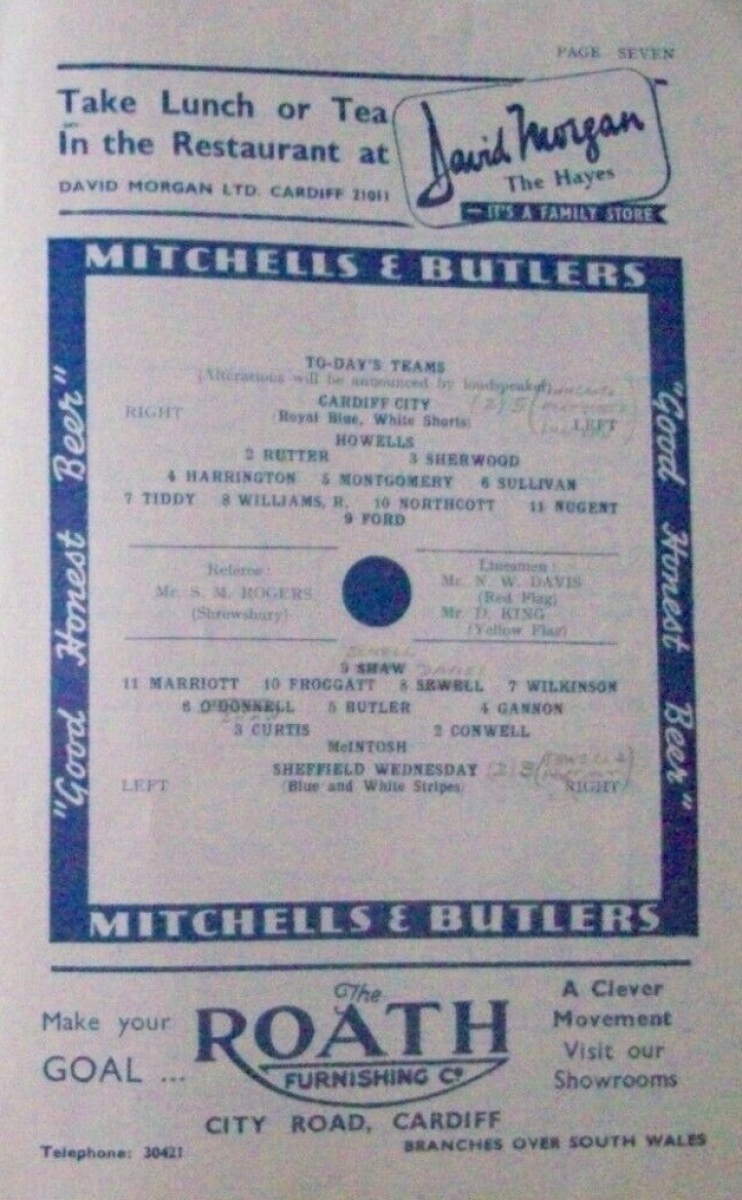 PAGE SEVEN
Take Lunch or Tea
In the Restaurant at
DAVID MORGAN LTD. CARDIFF 21011
David Morgan
The Hayes
IT'S A FAMILY STORE
MITCHELLS & BUTLERS
"Good Honest Beer"
"Good Honest Beer"
TO-DAY'S TEAMS
(Alterations will be announced by loudspeaker)
CARDIFF CITY (2) 5
RIGHT (Royal Blue, White Shorts) LEFT
HOWELLS
2 RUTTER 3 SHERWOOD
4 HARRINGTON 5 MONTGOMERY 6 SULLIVAN
7 TIDDY 8 WILLIAMS, R. 10 NORTHCOTT 11 NUGENT
9 FORD
Referee:
Mr. S. M. ROGERS
(Shrewsbury)
Linesmen:
Mr. N. W. DAVIS
(Red Flag)
Mr. D. KING
(Yellow Flag)
SEWELL
9 SHAW
11 MARRIOTT 10 FROGGATT 8 SEWELL 7 WILKINSON
6 O'DONNELL 5 BUTLER 4 GANNON
SHAW
3 CURTIS 2 CONWELL
McINTOSH
SHEFFIELD WEDNESDAY (2) 3
LEFT (Blue and White Stripes) RIGHT
MITCHELLS & BUTLERS
Make your
GOAL ...
The
ROATH
FURNISHING Co
CITY ROAD, CARDIFF
A Clever
Movement
Visit our
Showrooms
Telephone: 30421
BRANCHES OVER SOUTH WALES